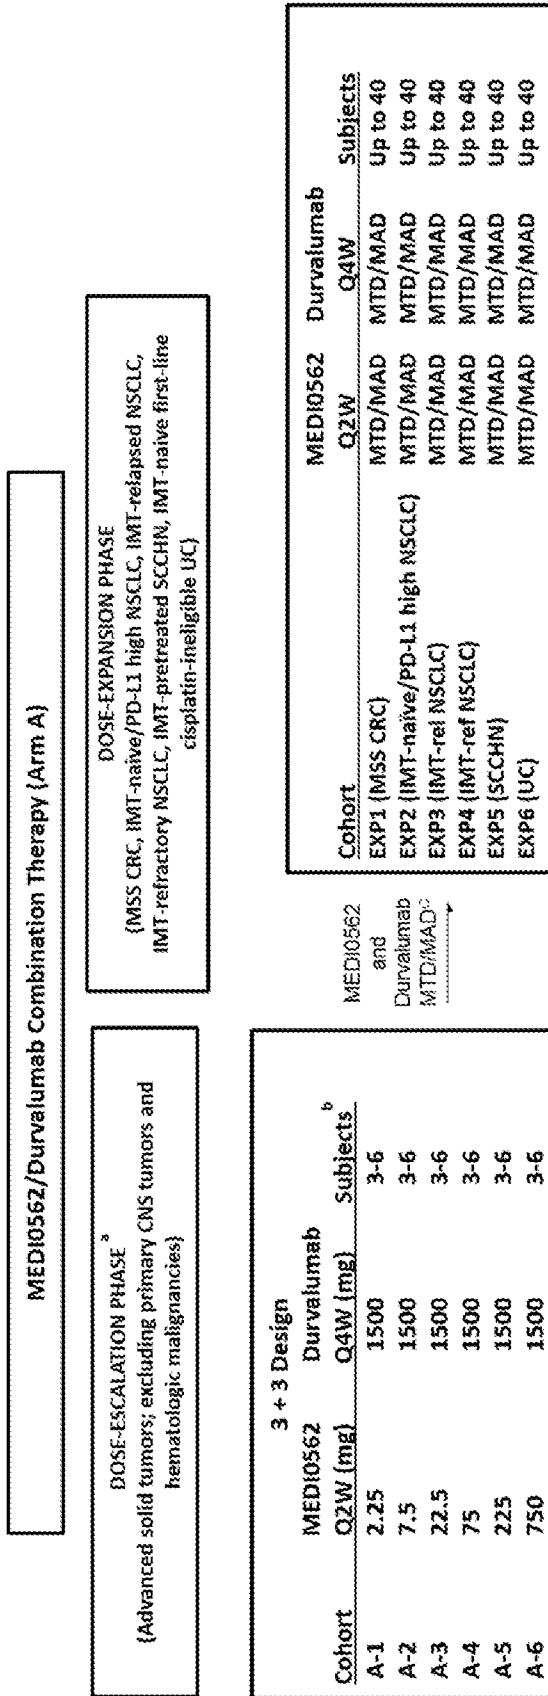 MEDI0562/Durvalumab Combination Therapy (Arm A)
DOSE-ESCALATION PHASE a
(Advanced solid tumors; excluding primary CNS tumors and
hematologic malignancies)
DOSE-EXPANSION PHASE
(MSS CRC, IMT-naïve/PD-L1 high NSCLC, IMT-relapsed NSCLC,
IMT-refractory NSCLC, IMT-pretreated SCCHN, IMT-naive first-line
cisplatin-ineligible UC)
3 + 3 Design
MEDI0562 Durvalumab
Cohort Q2W (mg) Q4W (mg) Subjects b
A-1 2.25 1500 3-6
A-2 7.5 1500 3-6
A-3 22.5 1500 3-6
A-4 75 1500 3-6
A-5 225 1500 3-6
A-6 750 1500 3-6
MEDI0562
and
Durvalumab
MTD/MAD c
MEDI0562 Durvalumab
Cohort Q2W Q4W Subjects
EXP1 (MSS CRC) MTD/MAD MTD/MAD Up to 40
EXP2 (IMT-naïve/PD-L1 high NSCLC) MTD/MAD MTD/MAD Up to 40
EXP3 (IMT-rel NSCLC) MTD/MAD MTD/MAD Up to 40
EXP4 (IMT-ref NSCLC) MTD/MAD MTD/MAD Up to 40
EXP5 (SCCHN) MTD/MAD MTD/MAD Up to 40
EXP6 (UC) MTD/MAD MTD/MAD Up to 40